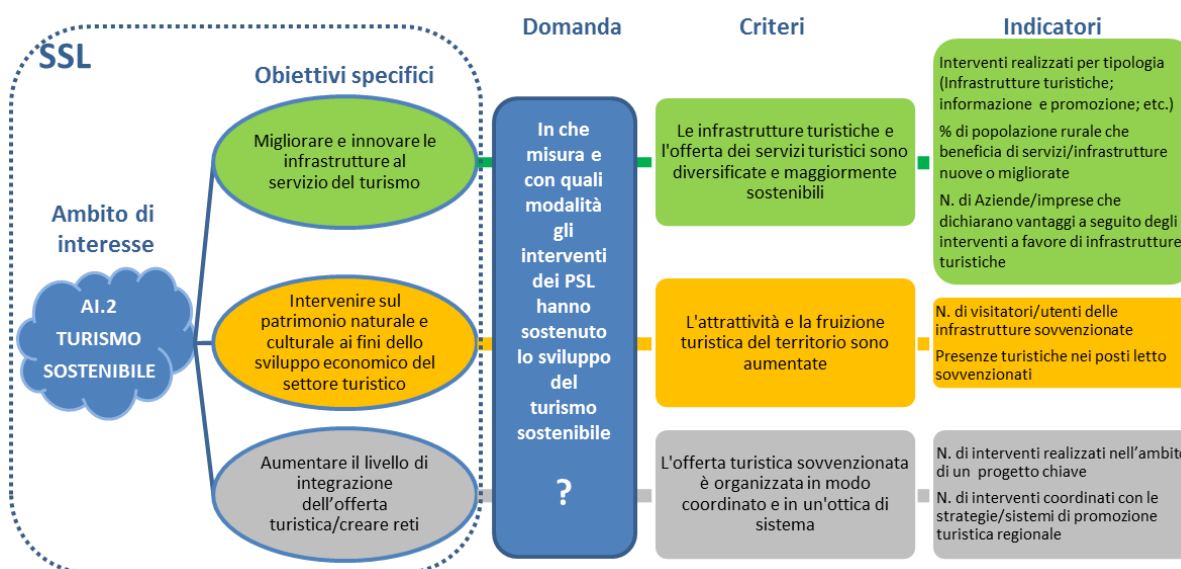 SSL
Ambito di
interesse
AI.2
TURISMO
SOSTENIBILE
Obiettivi specifici
Migliorare e innovare le
infrastrutture al
servizio del turismo
Intervenire sul
patrimonio naturale e
culturale ai fini dello
sviluppo economico del
settore turistico
Aumentare il livello di
integrazione
dell’offerta
turistica/creare reti
Domanda
In che
misura e
con quali
modalità
gli
interventi
dei PSL
hanno
sostenuto
lo sviluppo
del
turismo
sostenibile
?
Criteri
Le infrastrutture turistiche e
l'offerta dei servizi turistici sono
diversificate e maggiormente
sostenibili
L'attrattività e la fruizione
turistica del territorio sono
aumentate
L'offerta turistica sovvenzionata
è organizzata in modo
coordinato e in un'ottica di
sistema
Indicatori
Interventi realizzati per tipologia
(Infrastrutture turistiche;
informazione e promozione; etc.)
% di popolazione rurale che
beneficia di servizi/infrastrutture
nuove o migliorate
N. di Aziende/imprese che
dichiarano vantaggi a seguito degli
interventi a favore di infrastrutture
turistiche
N. di visitatori/utenti delle
infrastrutture sovvenzionate
Presenze turistiche nei posti letto
sovvenzionati
N. di interventi realizzati nell’ambito
di un progetto chiave
N. di interventi coordinati con le
strategie/sistemi di promozione
turistica regionale